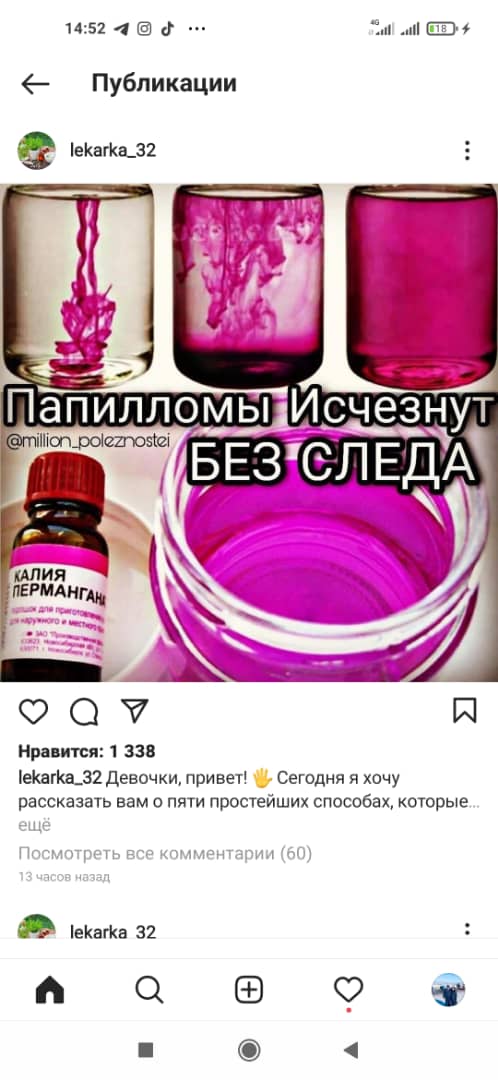 14:52
4G
18
Публикации
lekarka_32
Папилломы Исчезнут
@million_poleznostei
БЕЗ СЛЕДА
КАЛИЯ
ПЕРМАНГАН
Нравится: 1 338
lekarka_32 Девочки, привет! 🖐 Сегодня я хочу
рассказать вам о пяти простейших способах, которые...
ещё
Посмотреть все комментарии (60)
13 часов назад
lekarka_32